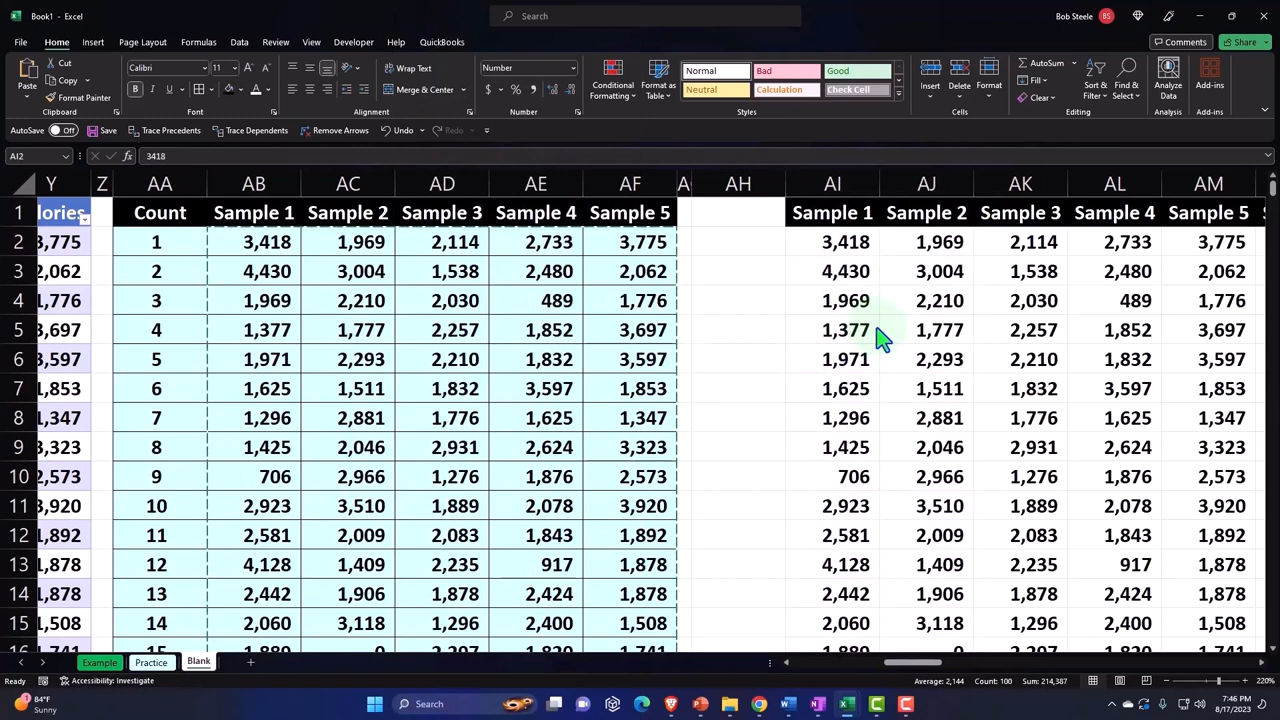 Book1 - Excel
Search
Bob Steele BS
File Home Insert Page Layout Formulas Data Review View Developer Automate Help QuickBooks
Comments Share
Paste
Cut
Copy
Format Painter
Clipboard
Calibri 11
B I U
Font
Wrap Text
Merge & Center
Alignment
Number
$ % ,
Number
Conditional Formatting
Format as Table
Normal Bad Good
Neutral Calculation Check Cell
Styles
Insert Delete Format
Cells
AutoSum
Fill
Clear
Sort & Filter
Find & Select
Editing
Analyze Data
Analysis
Add-ins
Add-ins
AutoSave Off Save Trace Precedents Trace Dependents Remove Arrows Undo Redo
AI2 fx 3418
Y Z AA AB AC AD AE AF A AH AI AJ AK AL AM
1 lories Count Sample 1 Sample 2 Sample 3 Sample 4 Sample 5 Sample 1 Sample 2 Sample 3 Sample 4 Sample 5
2 3,775 1 3,418 1,969 2,114 2,733 3,775 3,418 1,969 2,114 2,733 3,775
3 2,062 2 4,430 3,004 1,538 2,480 2,062 4,430 3,004 1,538 2,480 2,062
4 1,776 3 1,969 2,210 2,030 489 1,776 1,969 2,210 2,030 489 1,776
5 3,697 4 1,377 1,777 2,257 1,852 3,697 1,377 1,777 2,257 1,852 3,697
6 3,597 5 1,971 2,293 2,210 1,832 3,597 1,971 2,293 2,210 1,832 3,597
7 1,853 6 1,625 1,511 1,832 3,597 1,853 1,625 1,511 1,832 3,597 1,853
8 1,347 7 1,296 2,881 1,776 1,625 1,347 1,296 2,881 1,776 1,625 1,347
9 3,323 8 1,425 2,046 2,931 2,624 3,323 1,425 2,046 2,931 2,624 3,323
10 2,573 9 706 2,966 1,276 1,876 2,573 706 2,966 1,276 1,876 2,573
11 3,920 10 2,923 3,510 1,889 2,078 3,920 2,923 3,510 1,889 2,078 3,920
12 1,892 11 2,581 2,009 2,083 1,843 1,892 2,581 2,009 2,083 1,843 1,892
13 1,878 12 4,128 1,409 2,235 917 1,878 4,128 1,409 2,235 917 1,878
14 1,878 13 2,442 1,906 1,878 2,424 1,878 2,442 1,906 1,878 2,424 1,878
15 1,508 14 2,060 3,118 1,296 2,400 1,508 2,060 3,118 1,296 2,400 1,508
Example Practice Blank
Ready Accessibility: Investigate Average: 2,144 Count: 100 Sum: 214,387 220%
84°F
Sunny
Search
7:46 PM
8/17/2023